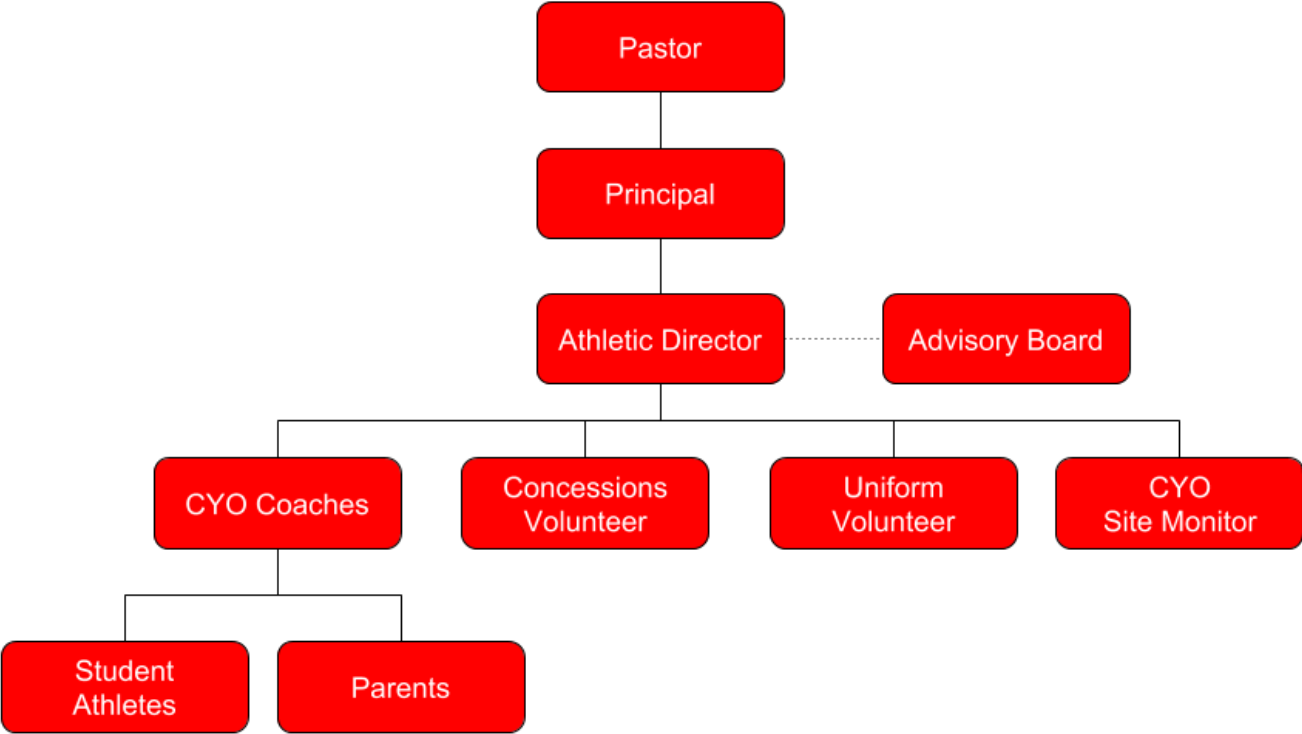 Pastor
Principal
Athletic Director
Advisory Board
CYO Coaches
Concessions
Volunteer
Uniform
Volunteer
CYO
Site Monitor
Student
Athletes
Parents